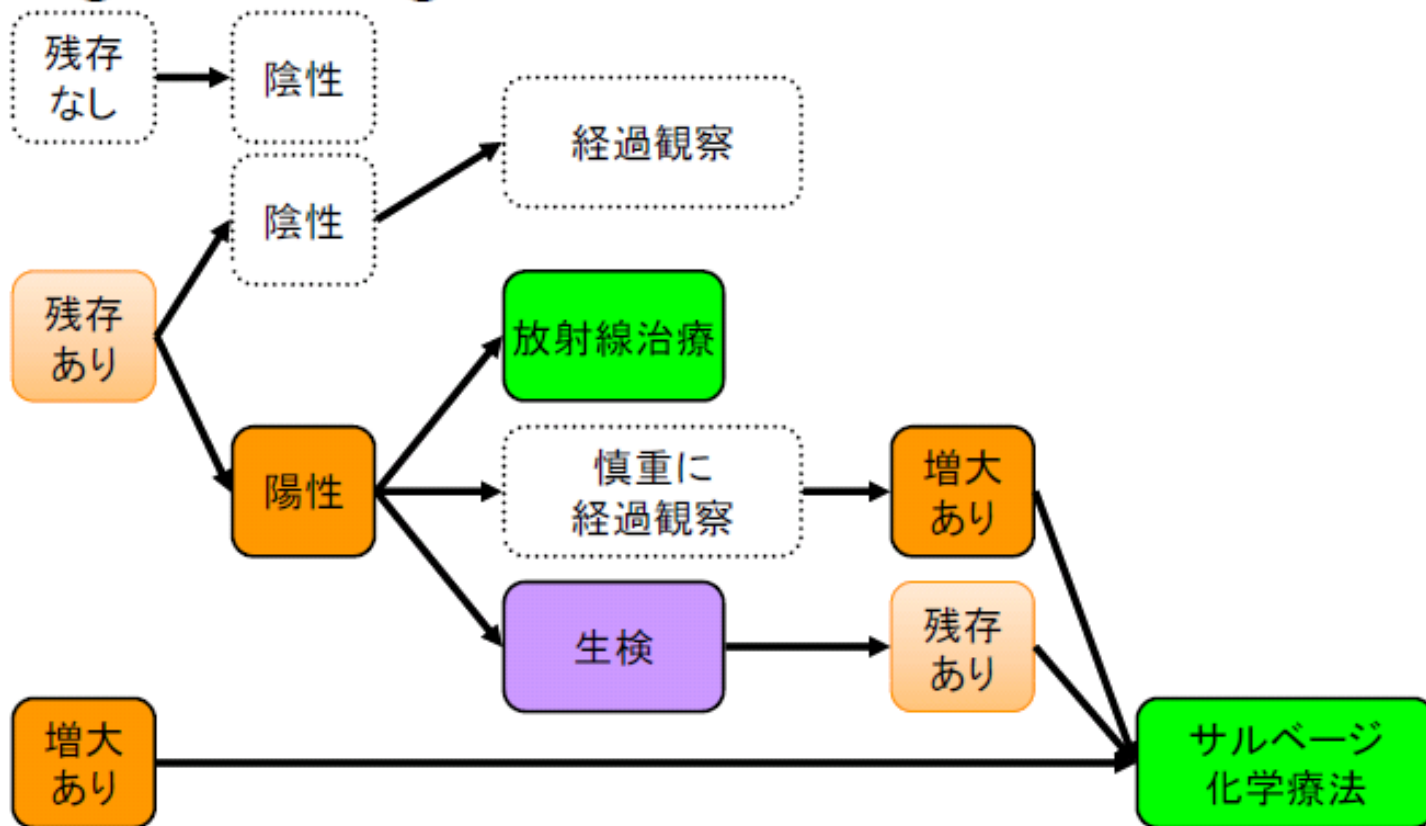 残存
なし
陰性
経過観察
陰性
残存
あり
放射線治療
陽性
慎重に
経過観察
増大
あり
生検
残存
あり
増大
あり
サルベージ
化学療法